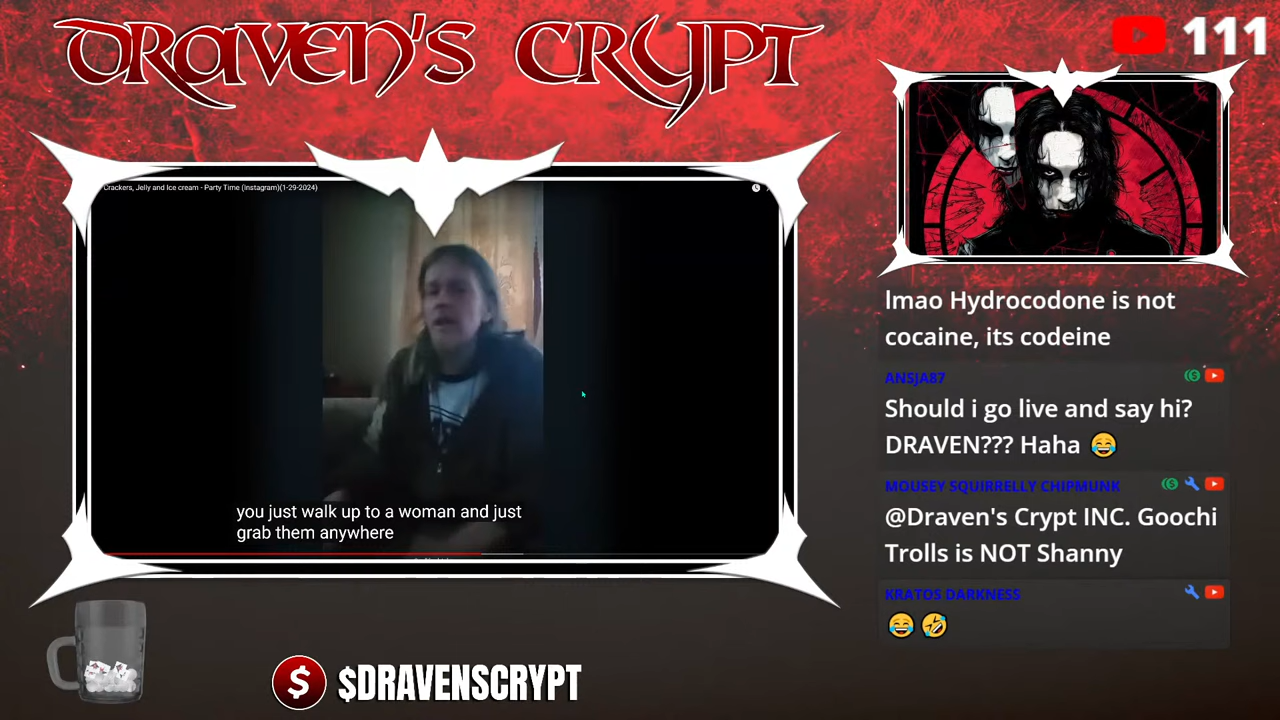 DRAVEN'S CRYPT
111
Crackers, Jelly and Ice cream - Party Time (Instagram)(1-29-2024)
you just walk up to a woman and just
grab them anywhere
lmao Hydrocodone is not
cocaine, its codeine
ANSJA87
Should i go live and say hi?
DRAVEN??? Haha 😂
MOUSEY SQUIRRELLY CHIPMUNK
@Draven's Crypt INC. Goochi
Trolls is NOT Shanny
KRATOS DARKNESS
😂 🤣
$ $DRAVENSCRYPT